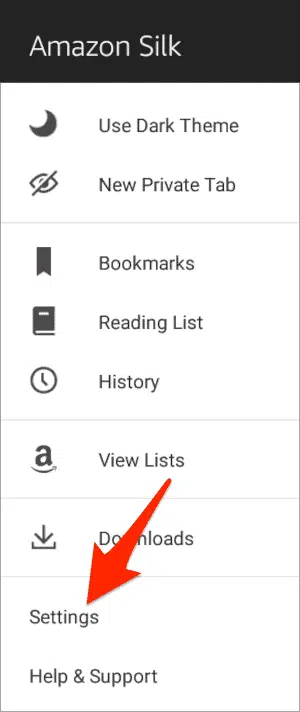 Amazon Silk
Use Dark Theme
New Private Tab
Bookmarks
Reading List
History
View Lists
Downloads
Settings
Help & Support